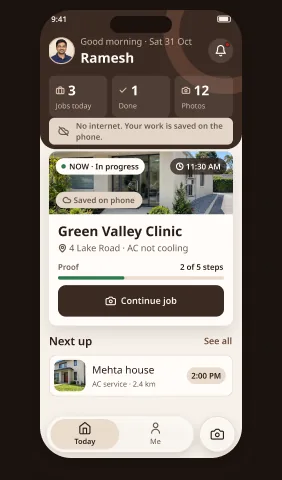 9:41
Good morning · Sat 31 Oct
Ramesh
3
Jobs today
1
Done
12
Photos
No internet. Your work is saved on the
phone.
NOW · In progress
11:30 AM
Saved on phone
Green Valley Clinic
4 Lake Road · AC not cooling
Proof
2 of 5 steps
Continue job
Next up
See all
Mehta house
AC service · 2.4 km
2:00 PM
Today
Me